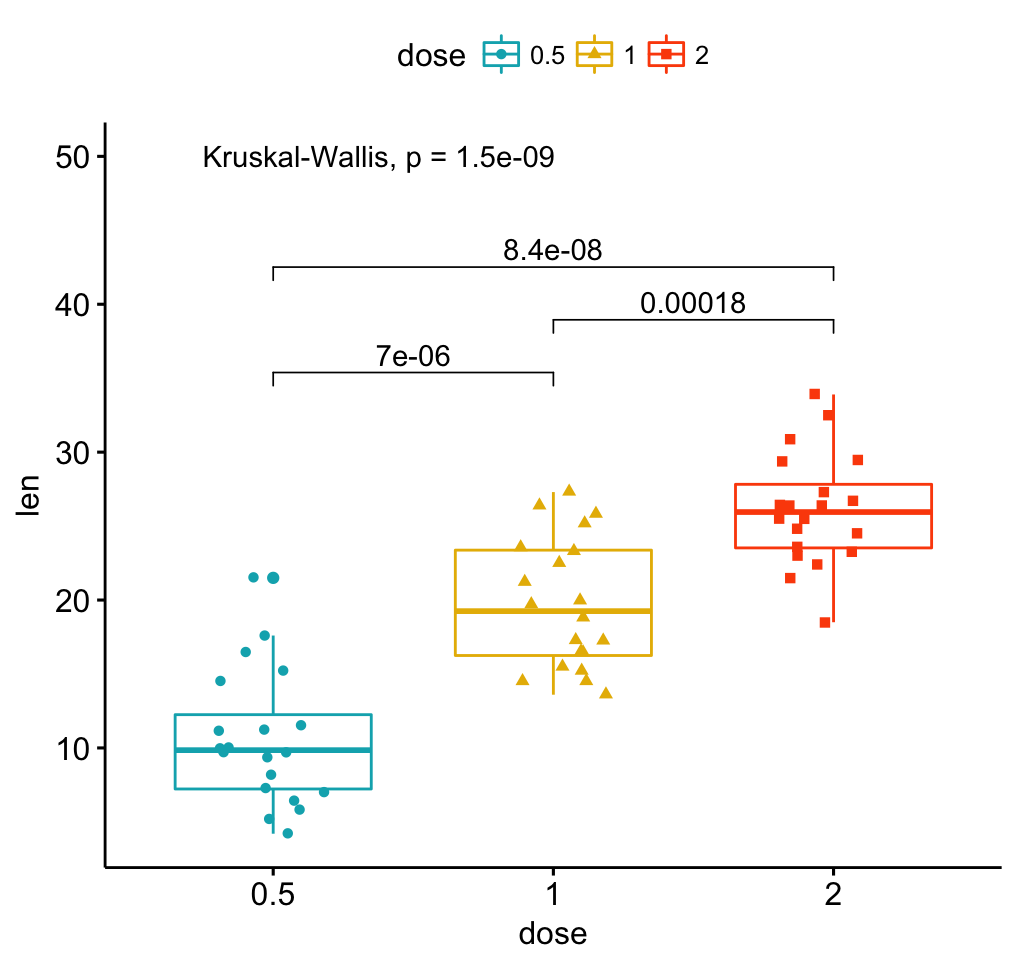 dose 0.5 1 2
50
Kruskal-Wallis, p = 1.5e-09
8.4e-08
40
0.00018
7e-06
30
len
20
10
0.5 1 2
dose